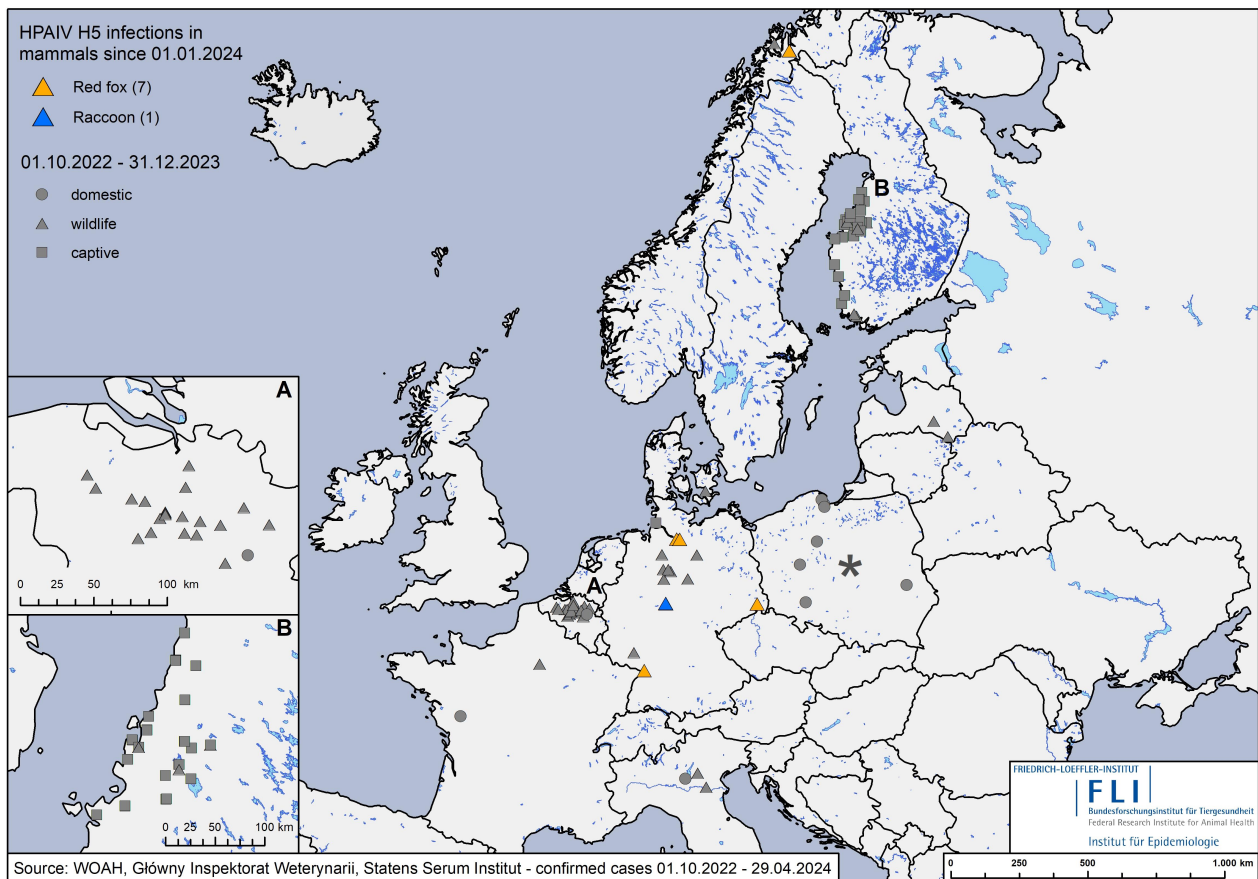 HPAIV H5 infections in
mammals since 01.01.2024
Red fox (7)
Raccoon (1)
01.10.2022 - 31.12.2023
domestic
wildlife
captive
B
A
*
A
0 25 50 100 km
B
0 25 50 100 km
FRIEDRICH-LOEFFLER-INSTITUT
FLI
Bundesforschungsinstitut für Tiergesundheit
Federal Research Institute for Animal Health
Institut für Epidemiologie
0 250 500 1.000 km
Source: WOAH, Główny Inspektorat Weterynarii, Statens Serum Institut - confirmed cases 01.10.2022 - 29.04.2024